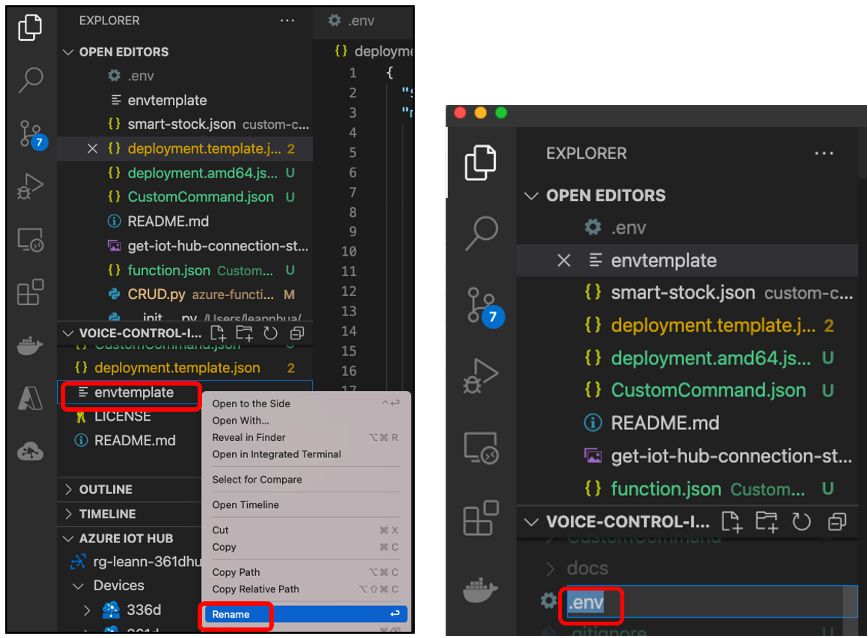 EXPLORER
···
.env
OPEN EDITORS
deployme
.env
envtemplate
smart-stock.json custom-c...
deployment.template.j... 2
deployment.amd64.js... U
CustomCommand.json U
README.md
get-iot-hub-connection-st...
function.json Custom... U
CRUD.py azure-functi... M
__init__.py /Users/leannhua/...
7
1 {
2
3
4
5
6
7
8
9
10
11
12
13
14
15
16
17
VOICE-CONTROL-I...
CustomCommand.json U
deployment.template.json 2
envtemplate
LICENSE
README.md
OUTLINE
TIMELINE
AZURE IOT HUB
rg-leann-361dhu
Devices
336d
361d
Open to the Side ^↩
Open With...
Reveal in Finder ⌥⌘ R
Open in Integrated Terminal
Select for Compare
Open Timeline
Cut ⌘ X
Copy ⌘ C
Copy Path ⌥⌘ C
Copy Relative Path ⌥⇧⌘ C
Rename ↩
EXPLORER
···
OPEN EDITORS
.env
envtemplate
smart-stock.json custom-c...
deployment.template.j... 2
deployment.amd64.js... U
CustomCommand.json U
README.md
get-iot-hub-connection-st...
function.json Custom... U
7
VOICE-CONTROL-I...
CustomCommand
docs
.env
.gitignore